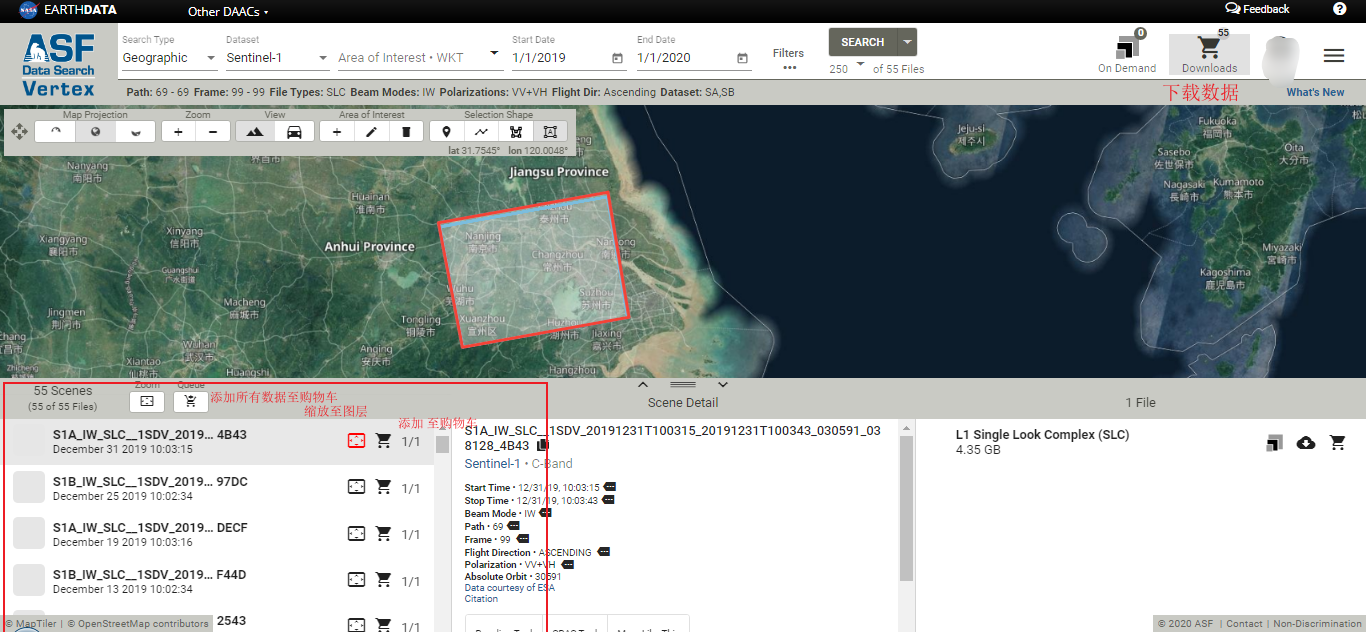 NASA
EARTHDATA
Other DAACs
Feedback
?
ASF
Data Search
Vertex
Search Type
Geographic
Dataset
Sentinel-1
Area of Interest • WKT
Start Date
1/1/2019
End Date
1/1/2020
Filters
•••
SEARCH
250
of 55 Files
0
On Demand
55
Downloads
下载数据
Path: 69 - 69 Frame: 99 - 99 File Types: SLC Beam Modes: IW Polarizations: VV+VH Flight Dir: Ascending Dataset: SA,SB
What's New
Map Projection
Zoom
View
Area of Interest
Selection Shape
lat 31.7545° lon 120.0048°
Nanyang
南阳市
Jiangsu Province
泰州市
Huainan
淮南市
Xiangyang
襄阳市
Xinyang
信阳市
Anhui Province
Nanjing
南京市
Nantong
Changzhou
常州市
Guangshui
广水街道
Wuhu
芜湖市
Suzhou
苏州市
Macheng
麻城市
Jingmen
荆门市
Tongling
铜陵市
Xuanzhou
宣州区
Huzhou
湖州市
Jiaxing
嘉兴市
Wuhan
武汉市
Anqing
安庆市
Xiantao
仙桃市
Huangshi
Hangzhou
Jeju-si
제주시
Fukuoka
福岡市
Sasebo
佐世保市
Oita
大分市
Nagasaki
長崎市
Kumamoto
熊本市
Miyazaki
宮崎市
Kagoshima
鹿児島市
55 Scenes
(55 of 55 Files)
Zoom
Queue
添加所有数据至购物车
缩放至图层
添加 至购物车
Scene Detail
1 File
S1A_IW_SLC__1SDV_2019... 4B43
December 31 2019 10:03:15
1/1
S1B_IW_SLC__1SDV_2019... 97DC
December 25 2019 10:02:34
1/1
S1A_IW_SLC__1SDV_2019... DECF
December 19 2019 10:03:16
1/1
S1B_IW_SLC__1SDV_2019... F44D
December 13 2019 10:02:34
1/1
2543
1/1
S1A_IW_SLC__1SDV_20191231T100315_20191231T100343_030591_03
8128_4B43
Sentinel-1 • C-Band
Start Time • 12/31/19, 10:03:15
Stop Time • 12/31/19, 10:03:43
Beam Mode • IW
Path • 69
Frame • 99
Flight Direction • ASCENDING
Polarization • VV+VH
Absolute Orbit • 30591
Data courtesy of ESA
Citation
L1 Single Look Complex (SLC)
4.35 GB
© MapTiler | © OpenStreetMap contributors
© 2020 ASF | Contact | Non-Discrimination